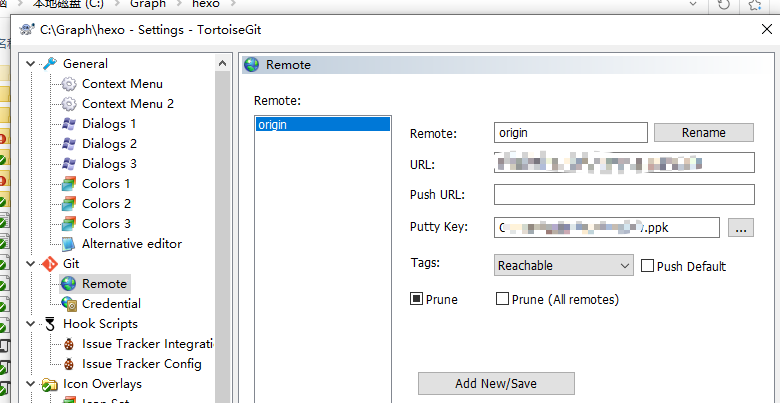 本地磁盘 (C:) > Graph > hexo >
C:\Graph\hexo - Settings - TortoiseGit
General
Context Menu
Context Menu 2
Dialogs 1
Dialogs 2
Dialogs 3
Colors 1
Colors 2
Colors 3
Alternative editor
Git
Remote
Credential
Hook Scripts
Issue Tracker Integratio
Issue Tracker Config
Icon Overlays
Icon Set
Remote
Remote:
origin
Remote: origin Rename
URL:
Push URL:
Putty Key: .ppk ...
Tags: Reachable Push Default
Prune Prune (All remotes)
Add New/Save